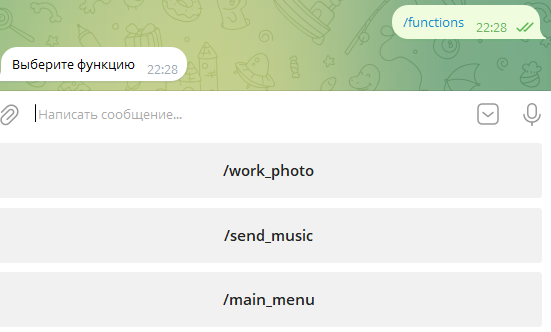 /functions
22:28
Выберите функцию 22:28
Написать сообщение...
/work_photo
/send_music
/main_menu